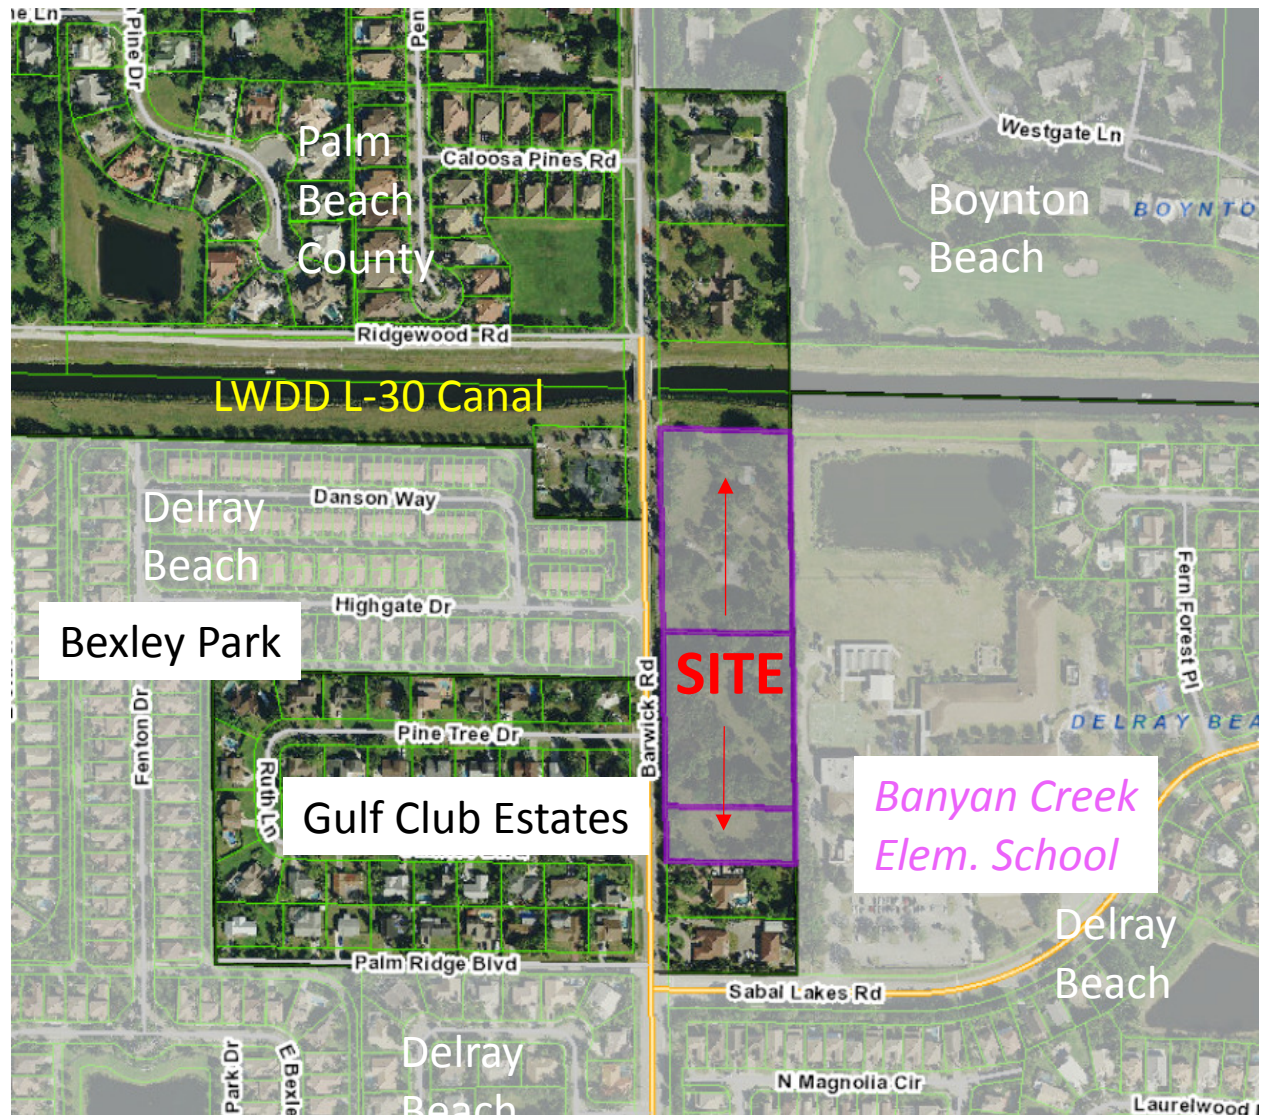 ne Ln
Pine Dr
Pen
Palm
Beach
County
Caloosa Pines Rd
Westgate Ln
Boynton
Beach
BOYNTO
Ridgewood Rd
LWDD L-30 Canal
Danson Way
Delray
Beach
Highgate Dr
Bexley Park
Fern Forest Pl
Barwick Rd
SITE
Fenton Dr
Pine Tree Dr
Ruth Ln
DELRAY BEA
Gulf Club Estates
Banyan Creek
Elem. School
Palm Ridge Blvd
Delray
Beach
Sabal Lakes Rd
Delray
Beach
Park Dr
E Bexle
N Magnolia Cir
Laurelwood